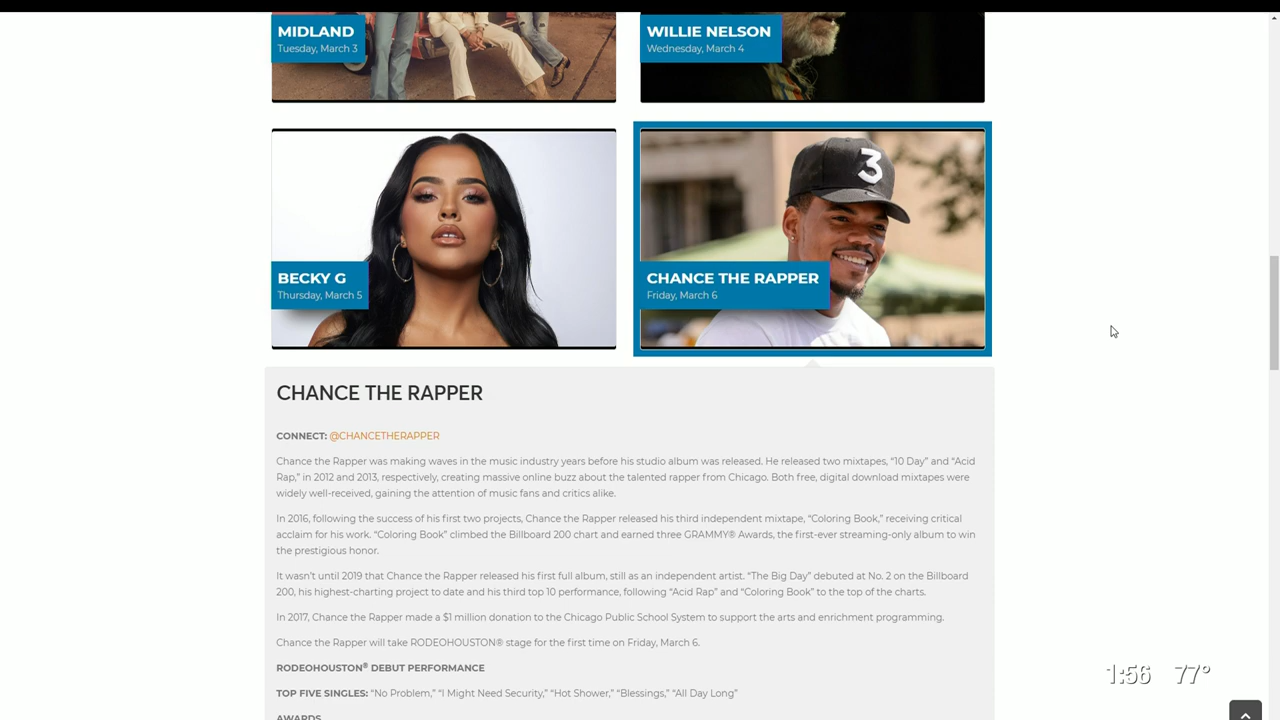 MIDLAND
Tuesday, March 3
WILLIE NELSON
Wednesday, March 4
3
BECKY G
Thursday, March 5
CHANCE THE RAPPER
Friday, March 6
CHANCE THE RAPPER
CONNECT: @CHANCETHERAPPER
Chance the Rapper was making waves in the music industry years before his studio album was released. He released two mixtapes, “10 Day” and “Acid
Rap,” in 2012 and 2013, respectively, creating massive online buzz about the talented rapper from Chicago. Both free, digital download mixtapes were
widely well-received, gaining the attention of music fans and critics alike.
In 2016, following the success of his first two projects, Chance the Rapper released his third independent mixtape, “Coloring Book,” receiving critical
acclaim for his work. “Coloring Book” climbed the Billboard 200 chart and earned three GRAMMY® Awards, the first-ever streaming-only album to win
the prestigious honor.
It wasn’t until 2019 that Chance the Rapper released his first full album, still as an independent artist. “The Big Day” debuted at No. 2 on the Billboard
200, his highest-charting project to date and his third top 10 performance, following “Acid Rap” and “Coloring Book” to the top of the charts.
In 2017, Chance the Rapper made a $1 million donation to the Chicago Public School System to support the arts and enrichment programming.
Chance the Rapper will take RODEOHOUSTON® stage for the first time on Friday, March 6.
RODEOHOUSTON® DEBUT PERFORMANCE
TOP FIVE SINGLES: “No Problem,” “I Might Need Security,” “Hot Shower,” “Blessings,” “All Day Long”
AWARDS
1:56 77°